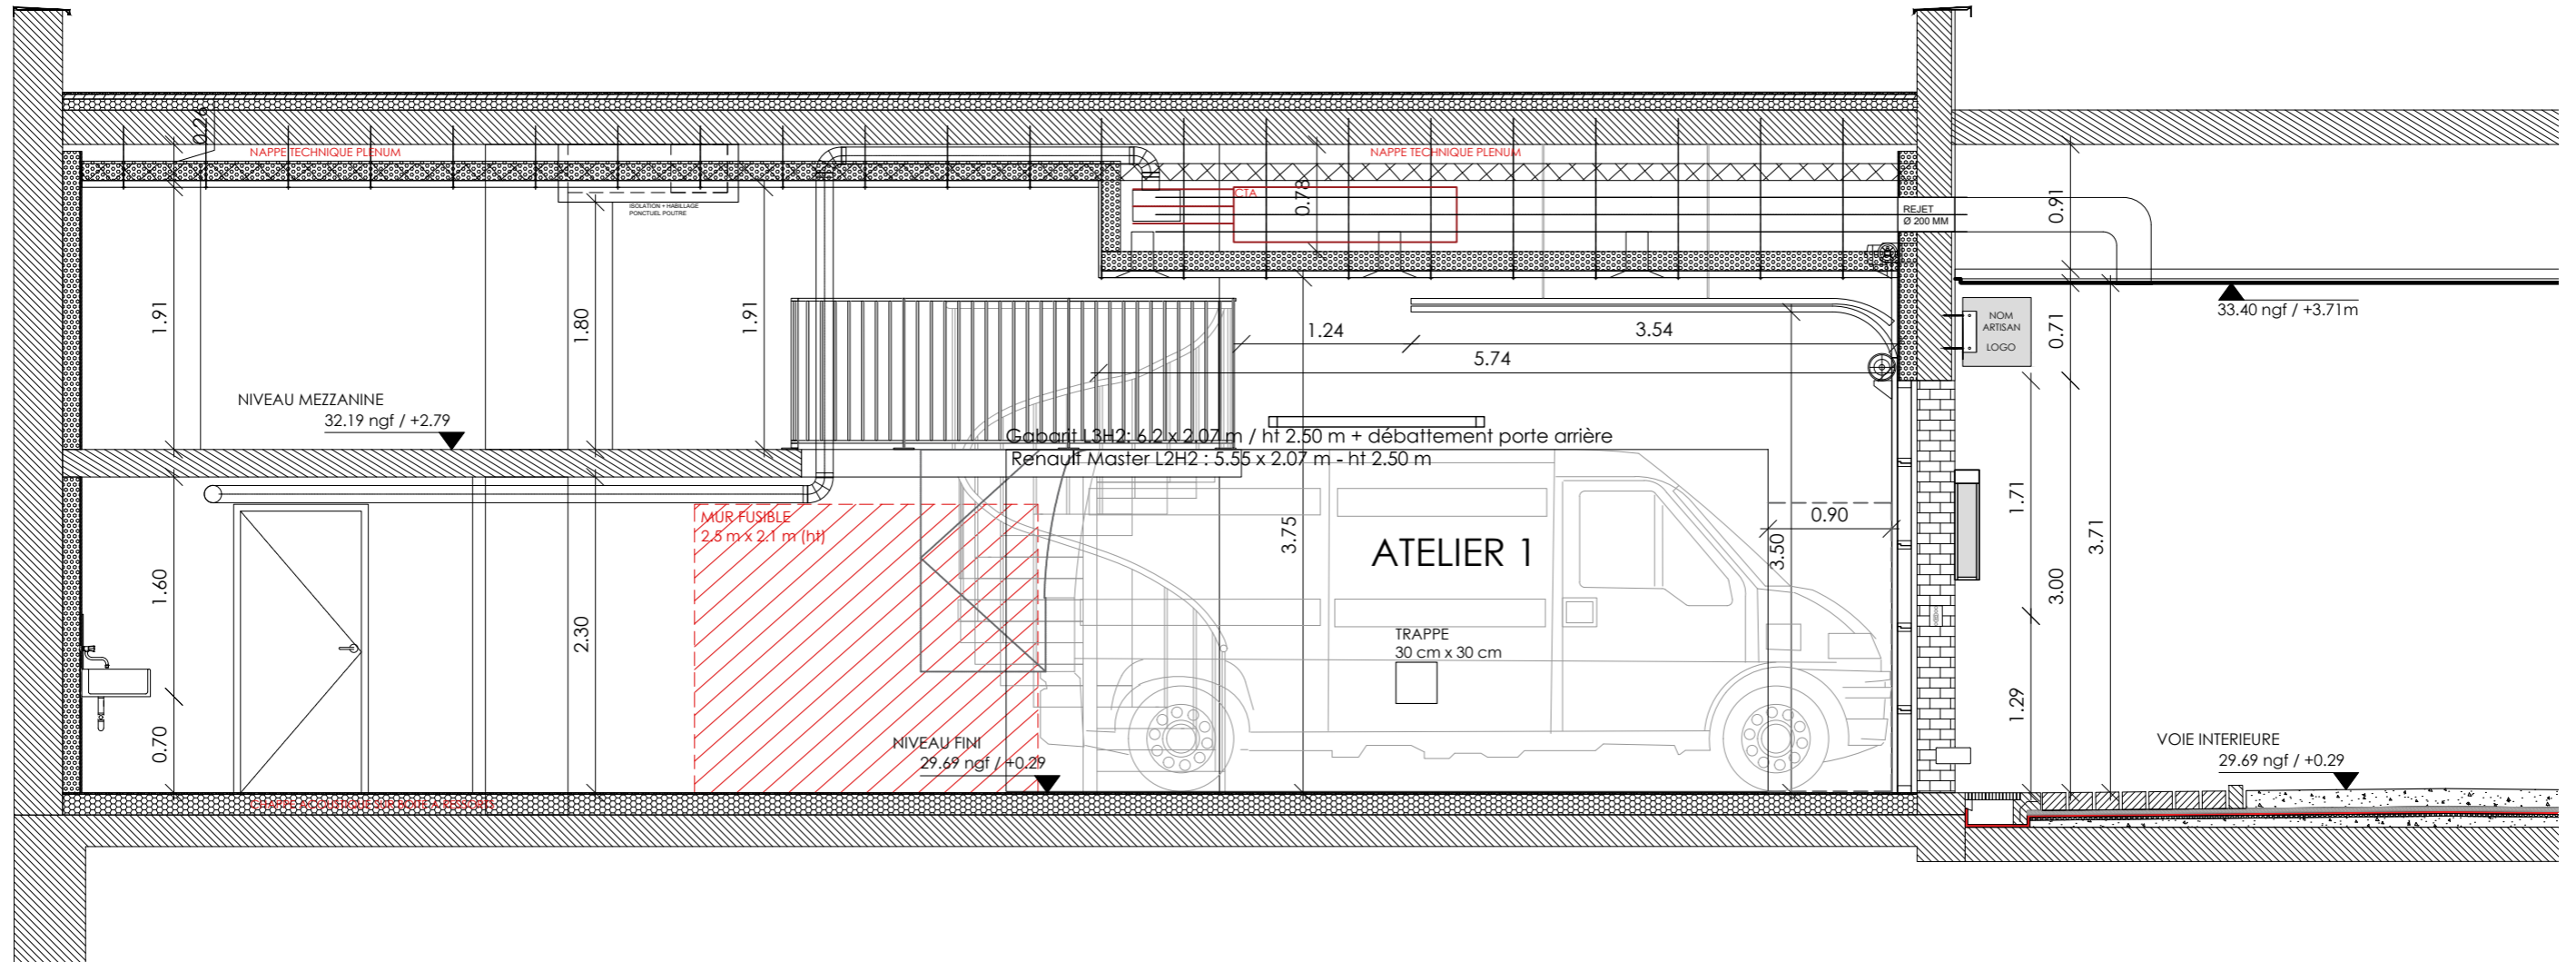 0.26
NAPPE TECHNIQUE PLENUM
NAPPE TECHNIQUE PLENUM
CTA
0.78
ISOLATION + HABILLAGE
PONCTUEL POUTRE
REJET
Ø 200 MM
0.91
1.91
1.80
1.91
1.24
3.54
5.74
NOM
ARTISAN
LOGO
0.71
33.40 ngf / +3.71m
NIVEAU MEZZANINE
32.19 ngf / +2.79
Gabarit L3H2: 6.2 x 2.07 m / ht 2.50 m + débattement porte arrière
Renault Master L2H2 : 5.55 x 2.07 m - ht 2.50 m
MUR FUSIBLE
2.5 m x 2.1 m (ht)
1.60
2.30
3.75
ATELIER 1
0.90
3.50
1.71
3.00
3.71
TRAPPE
30 cm x 30 cm
0.70
1.29
NIVEAU FINI
29.69 ngf / +0.29
VOIE INTERIEURE
29.69 ngf / +0.29
CHAPPE ACOUSTIQUE SUR BOITE A RESSORTS